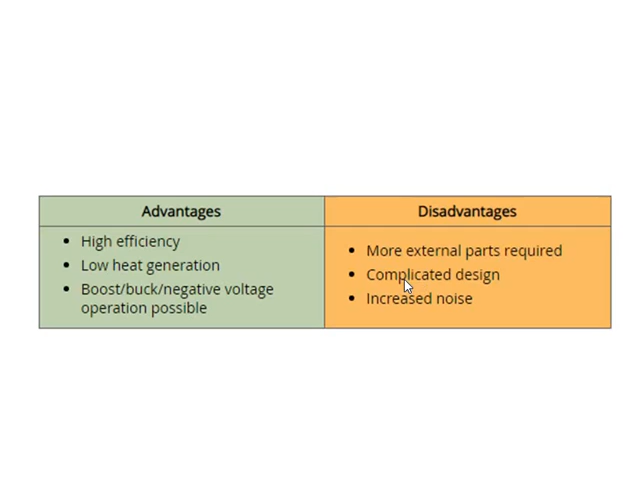 Advantages
Disadvantages
High efficiency
Low heat generation
Boost/buck/negative voltage
operation possible
More external parts required
Complicated design
Increased noise